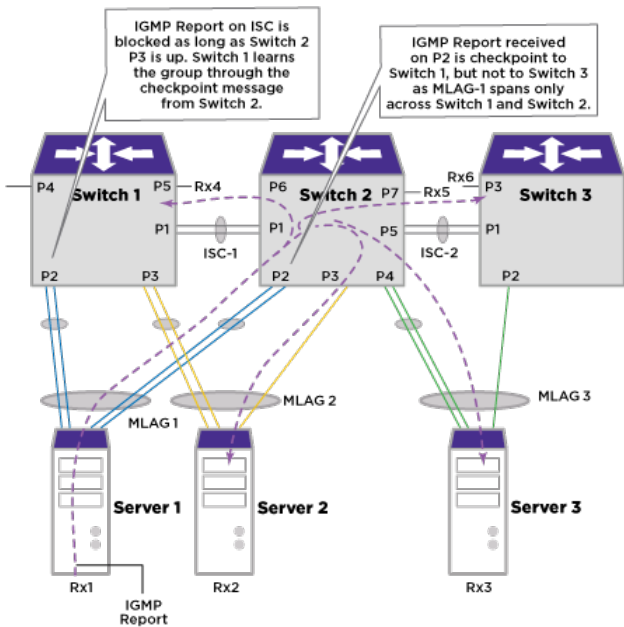 IGMP Report on ISC is
blocked as long as Switch 2
P3 is up. Switch 1 learns
the group through the
checkpoint message
from Switch 2.
IGMP Report received
on P2 is checkpoint to
Switch 1, but not to Switch 3
as MLAG-1 spans only
across Switch 1 and Switch 2.
P4
Switch 1
P5
Rx4
P1
P2
P3
ISC-1
P6
Switch 2
P7
Rx5
P1
P5
P2
P3
P4
ISC-2
Rx6
P3
Switch 3
P1
P2
MLAG 1
MLAG 2
MLAG 3
Server 1
Server 2
Server 3
Rx1
Rx2
Rx3
IGMP
Report